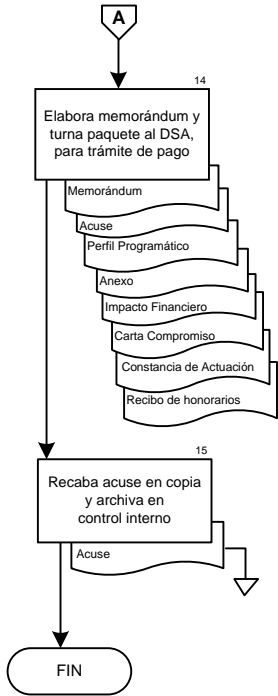 A
14
Elabora memorándum y
turna paquete al DSA,
para trámite de pago
Memorándum
Acuse
Perfil Programático
Anexo
Impacto Financiero
Carta Compromiso
Constancia de Actuación
Recibo de honorarios
15
Recaba acuse en copia
y archiva en
control interno
Acuse
FIN